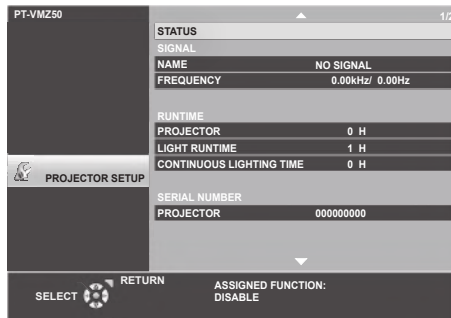 PT-VMZ50 1/2
STATUS
SIGNAL
NAME NO SIGNAL
FREQUENCY 0.00kHz/ 0.00Hz
RUNTIME
PROJECTOR 0 H
LIGHT RUNTIME 1 H
CONTINUOUS LIGHTING TIME 0 H
PROJECTOR SETUP
SERIAL NUMBER
PROJECTOR 000000000
RETURN
SELECT
ASSIGNED FUNCTION:
DISABLE